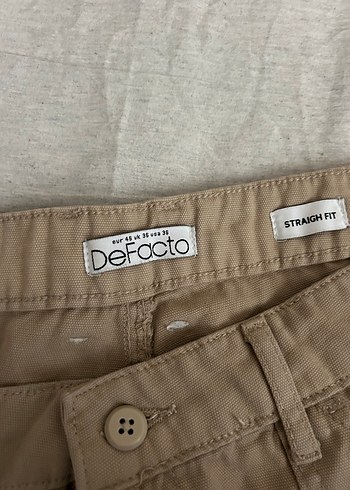 eur 46 uk 36 usa 36
DeFacto
STRAIGH FIT